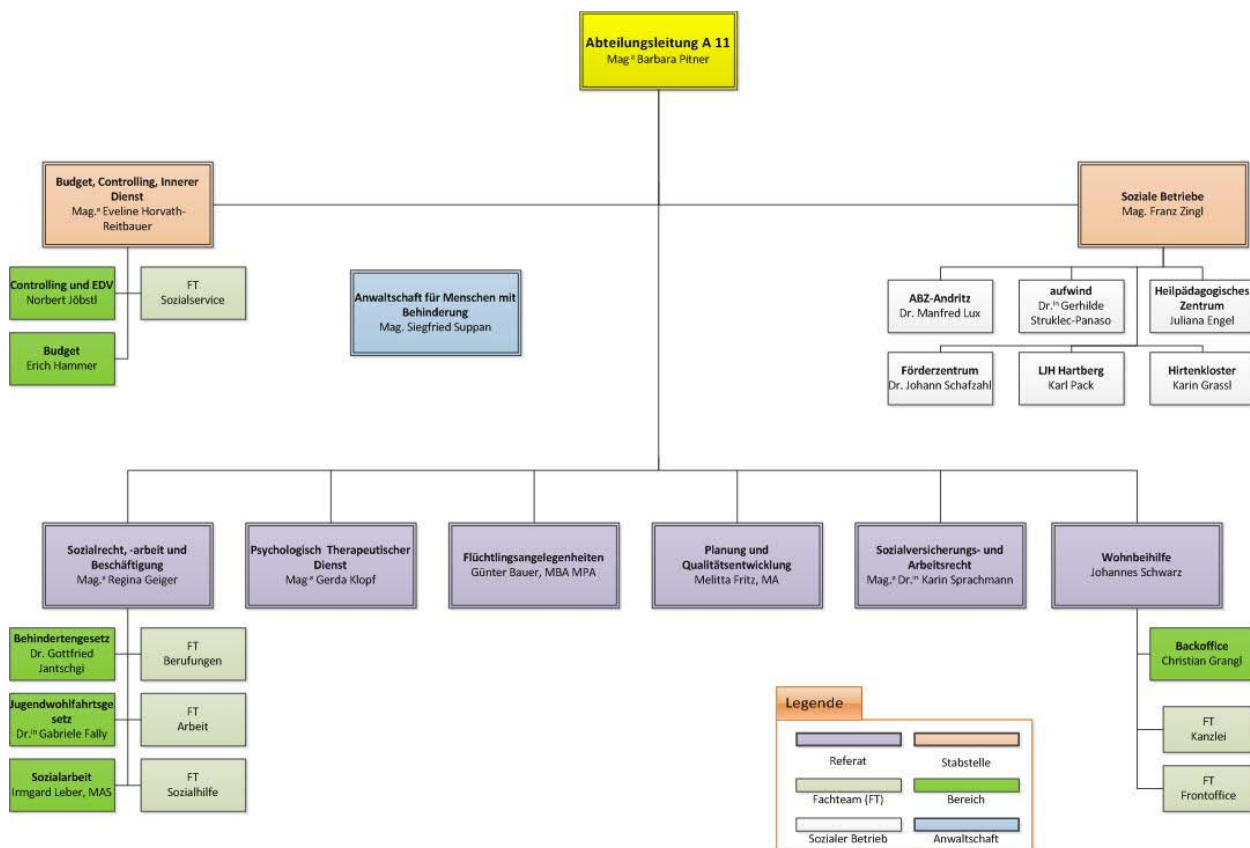 Abteilungsleitung A 11
Mag.ª Barbara Pitner
Budget, Controlling, Innerer
Dienst
Mag.ª Eveline Horvath-
Reitbauer
Soziale Betriebe
Mag. Franz Zingl
Controlling und EDV
Norbert Jöbstl
FT
Sozialservice
Budget
Erich Hammer
Anwaltschaft für Menschen mit
Behinderung
Mag. Siegfried Suppan
ABZ-Andritz
Dr. Manfred Lux
aufwind
Dr.ⁱⁿ Gerhilde
Struklec-Panaso
Heilpädagogisches
Zentrum
Juliana Engel
Förderzentrum
Dr. Johann Schafzahl
LJH Hartberg
Karl Pack
Hirtenkloster
Karin Grassl
Sozialrecht, -arbeit und
Beschäftigung
Mag.ª Regina Geiger
Psychologisch Therapeutischer
Dienst
Mag.ª Gerda Klopf
Flüchtlingsangelegenheiten
Günter Bauer, MBA MPA
Planung und
Qualitätsentwicklung
Melitta Fritz, MA
Sozialversicherungs- und
Arbeitsrecht
Mag.ª Dr.ⁱⁿ Karin Sprachmann
Wohnbeihilfe
Johannes Schwarz
Behindertengesetz
Dr. Gottfried
Jantschgi
FT
Berufungen
Jugendwohlfahrtsge
setz
Dr.ⁱⁿ Gabriele Fally
FT
Arbeit
Sozialarbeit
Irmgard Leber, MAS
FT
Sozialhilfe
Backoffice
Christian Grangl
FT
Kanzlei
FT
Frontoffice
Legende
Referat
Stabstelle
Fachteam (FT)
Bereich
Sozialer Betrieb
Anwaltschaft